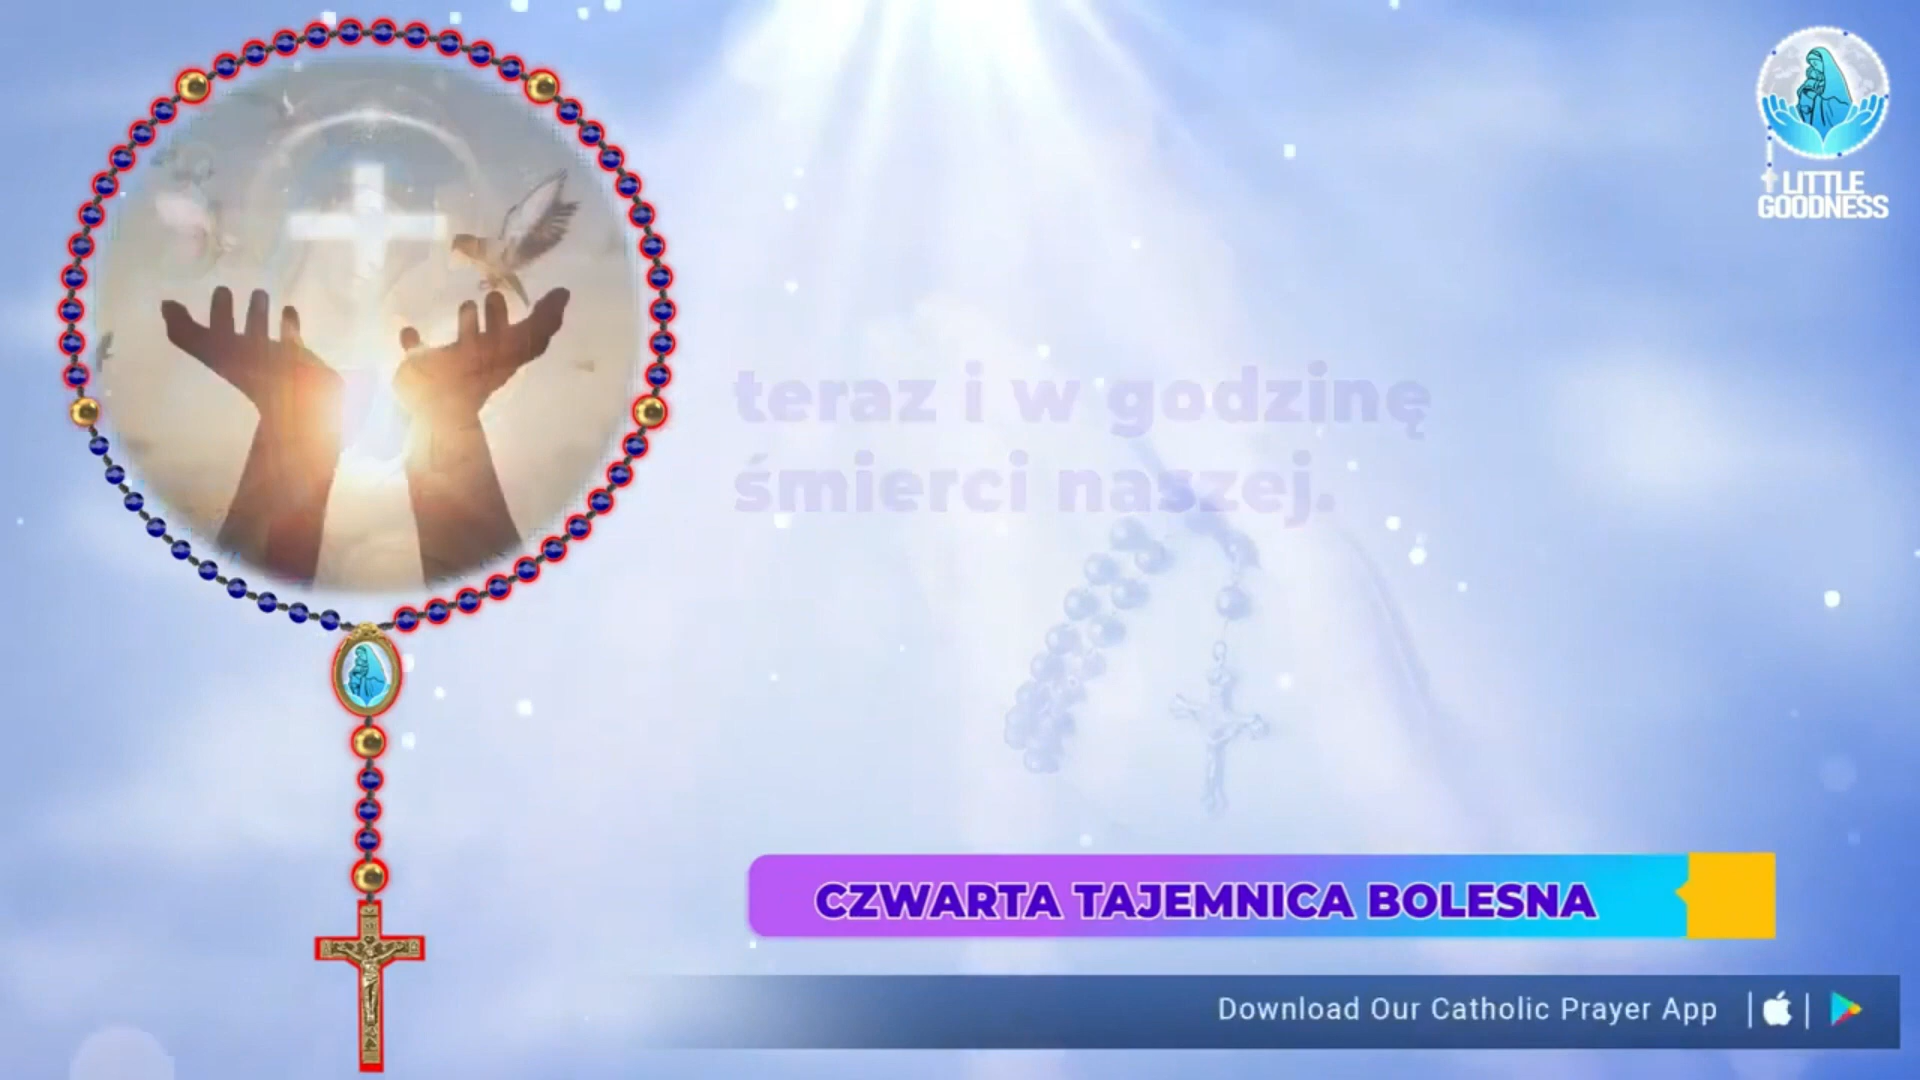 LITTLE
GOODNESS
teraz i w godzinę
śmierci naszej.
CZWARTA TAJEMNICA BOLESNA
Download Our Catholic Prayer App